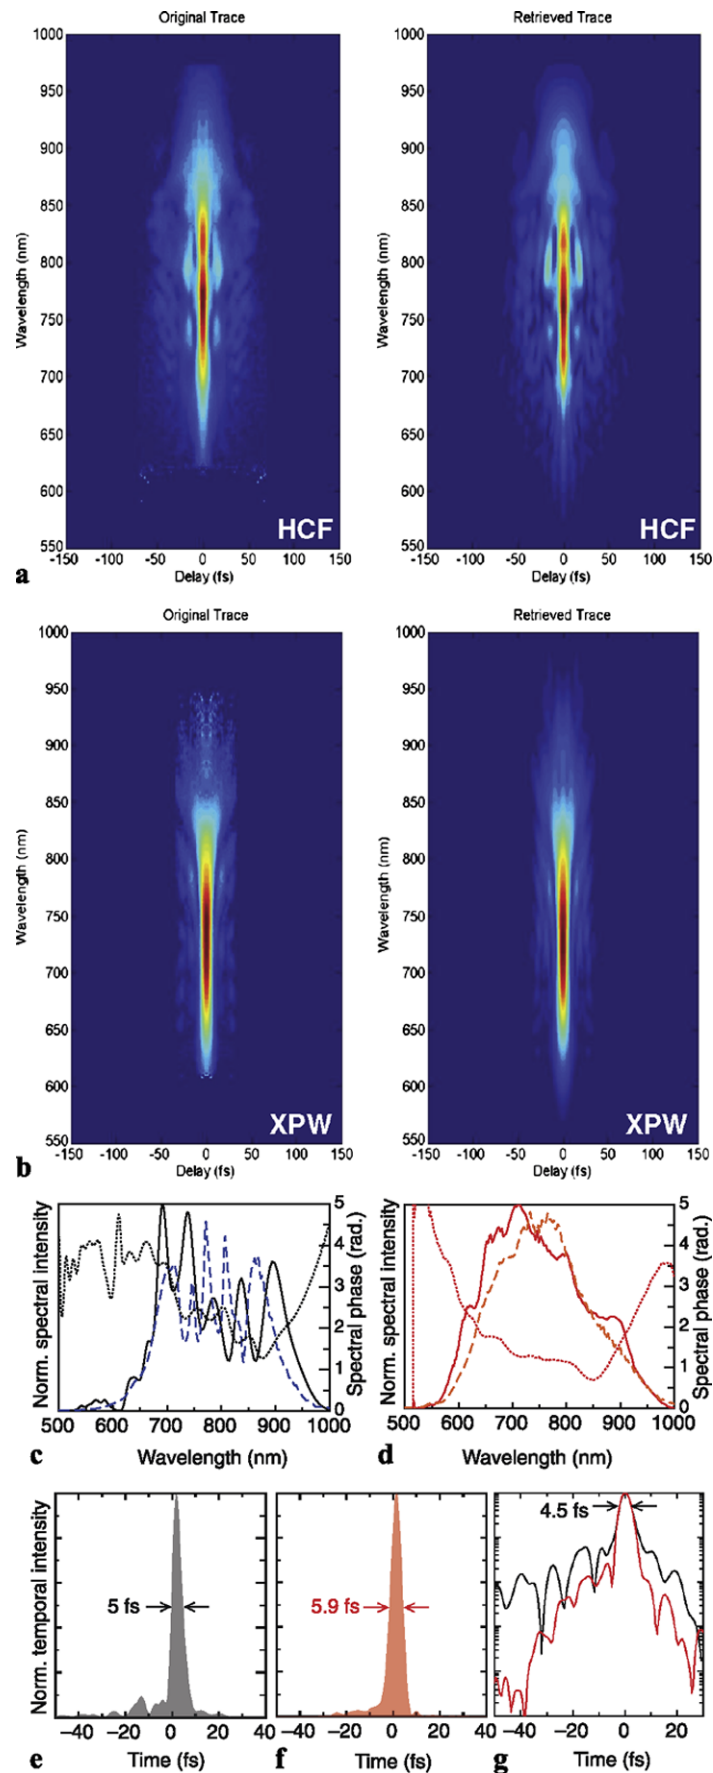 Original Trace
Retrieved Trace
1000
950
900
850
800
750
700
650
600
550
Wavelength (nm)
HCF
-150 -100 -50 0 50 100 150
Delay (fs)
1000
950
900
850
800
750
700
650
600
550
Wavelength (nm)
HCF
-150 -100 -50 0 50 100 150
Delay (fs)
a
Original Trace
Retrieved Trace
1000
950
900
850
800
750
700
650
600
550
Wavelength (nm)
XPW
-150 -100 -50 0 50 100 150
Delay (fs)
1000
950
900
850
800
750
700
650
600
550
Wavelength (nm)
XPW
-150 -100 -50 0 50 100 150
Delay (fs)
b
Norm. spectral intensity
5
4
3
2
1
0
Spectral phase (rad.)
500 600 700 800 900 1000
Wavelength (nm)
c
Norm. spectral intensity
5
4
3
2
1
0
Spectral phase (rad.)
500 600 700 800 900 1000
Wavelength (nm)
d
Norm. temporal intensity
5 fs
-40 -20 0 20 40
Time (fs)
e
5.9 fs
-40 -20 0 20 40
Time (fs)
f
4.5 fs
-40 -20 0 20
Time (fs)
g